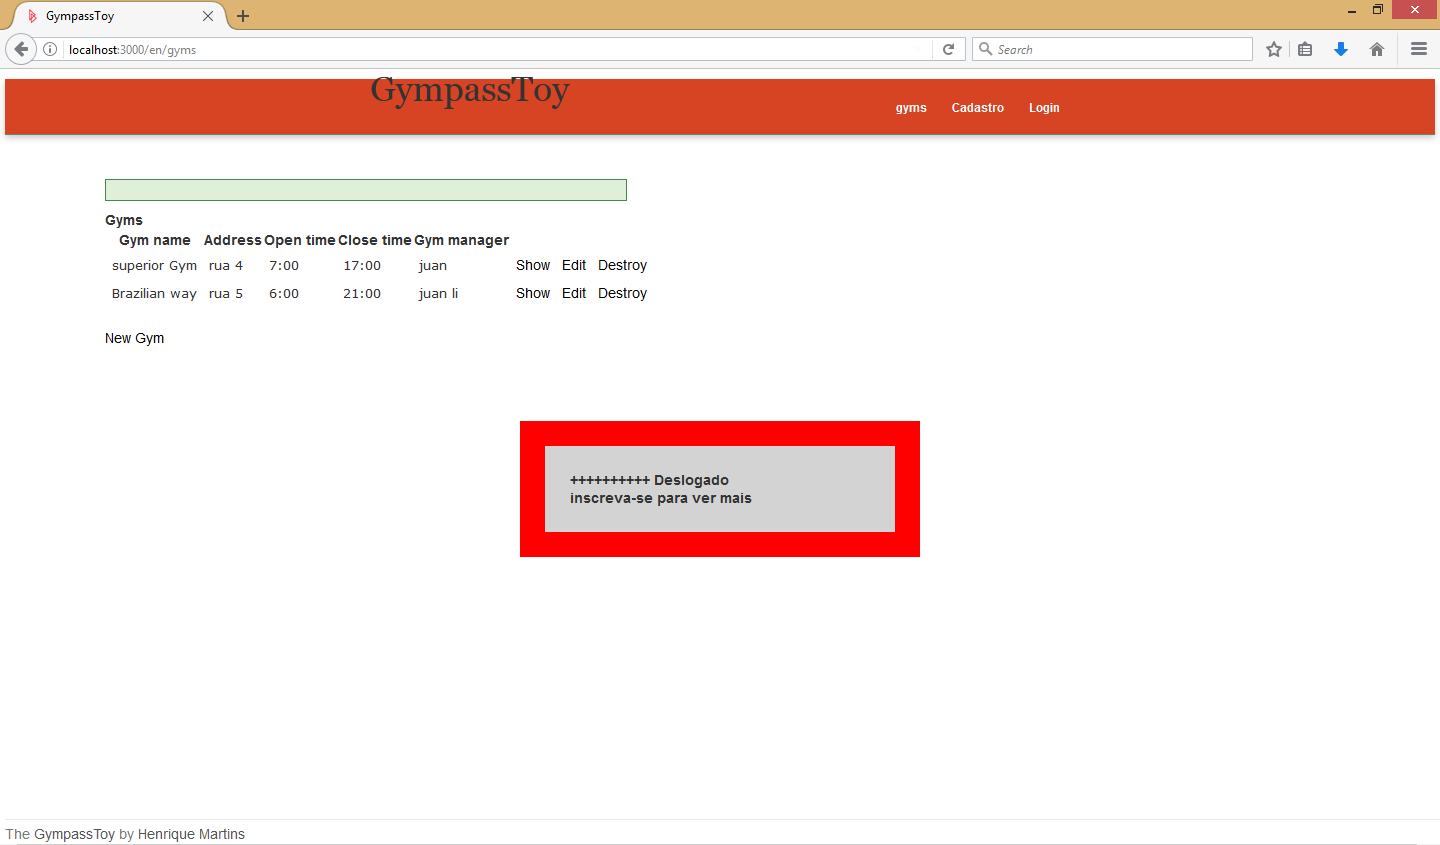 GympassToy
localhost:3000/en/gyms
Search
GympassToy
gyms Cadastro Login
Gyms
Gym name Address Open time Close time Gym manager
superior Gym rua 4 7:00 17:00 juan Show Edit Destroy
Brazilian way rua 5 6:00 21:00 juan li Show Edit Destroy
New Gym
++++++++++ Deslogado
inscreva-se para ver mais
The GympassToy by Henrique Martins